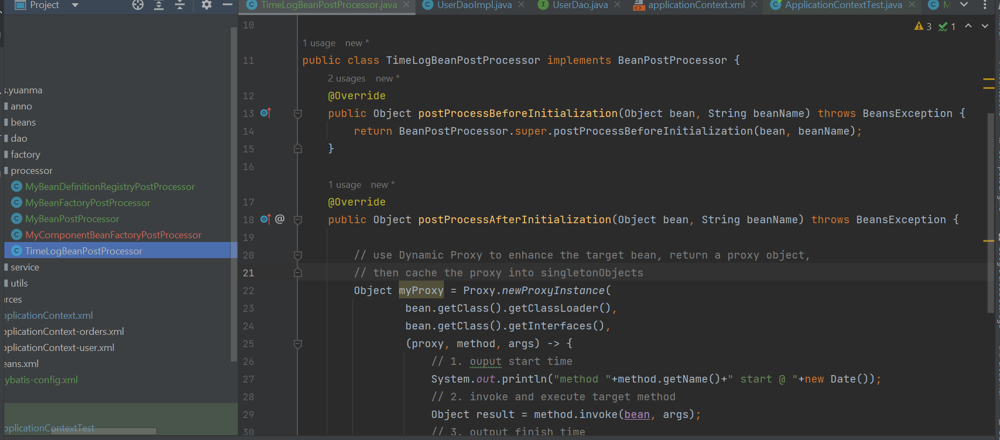 Project
TimeLogBeanPostProcessor.java
UserDaoImpl.java
UserDao.java
applicationContext.xml
ApplicationContextTest.java
s.yuanma
anno
beans
dao
factory
processor
MyBeanDefinitionRegistryPostProcessor
MyBeanFactoryPostProcessor
MyBeanPostProcessor
MyComponentBeanFactoryPostProcessor
TimeLogBeanPostProcessor
service
utils
urces
pplicationContext.xml
pplicationContext-orders.xml
pplicationContext-user.xml
eans.xml
ybatis-config.xml
pplicationContextTest
3 1
10
1 usage new *
11 public class TimeLogBeanPostProcessor implements BeanPostProcessor {
2 usages new *
12 @Override
13 public Object postProcessBeforeInitialization(Object bean, String beanName) throws BeansException {
14 return BeanPostProcessor.super.postProcessBeforeInitialization(bean, beanName);
15 }
16
1 usage new *
17 @Override
18 @ public Object postProcessAfterInitialization(Object bean, String beanName) throws BeansException {
19
20 // use Dynamic Proxy to enhance the target bean, return a proxy object,
21 // then cache the proxy into singletonObjects
22 Object myProxy = Proxy.newProxyInstance(
23 bean.getClass().getClassLoader(),
24 bean.getClass().getInterfaces(),
25 (proxy, method, args) -> {
26 // 1. ouput start time
27 System.out.println("method "+method.getName()+" start @ "+new Date());
28 // 2. invoke and execute target method
29 Object result = method.invoke(bean, args);
30 // 3. output finish time